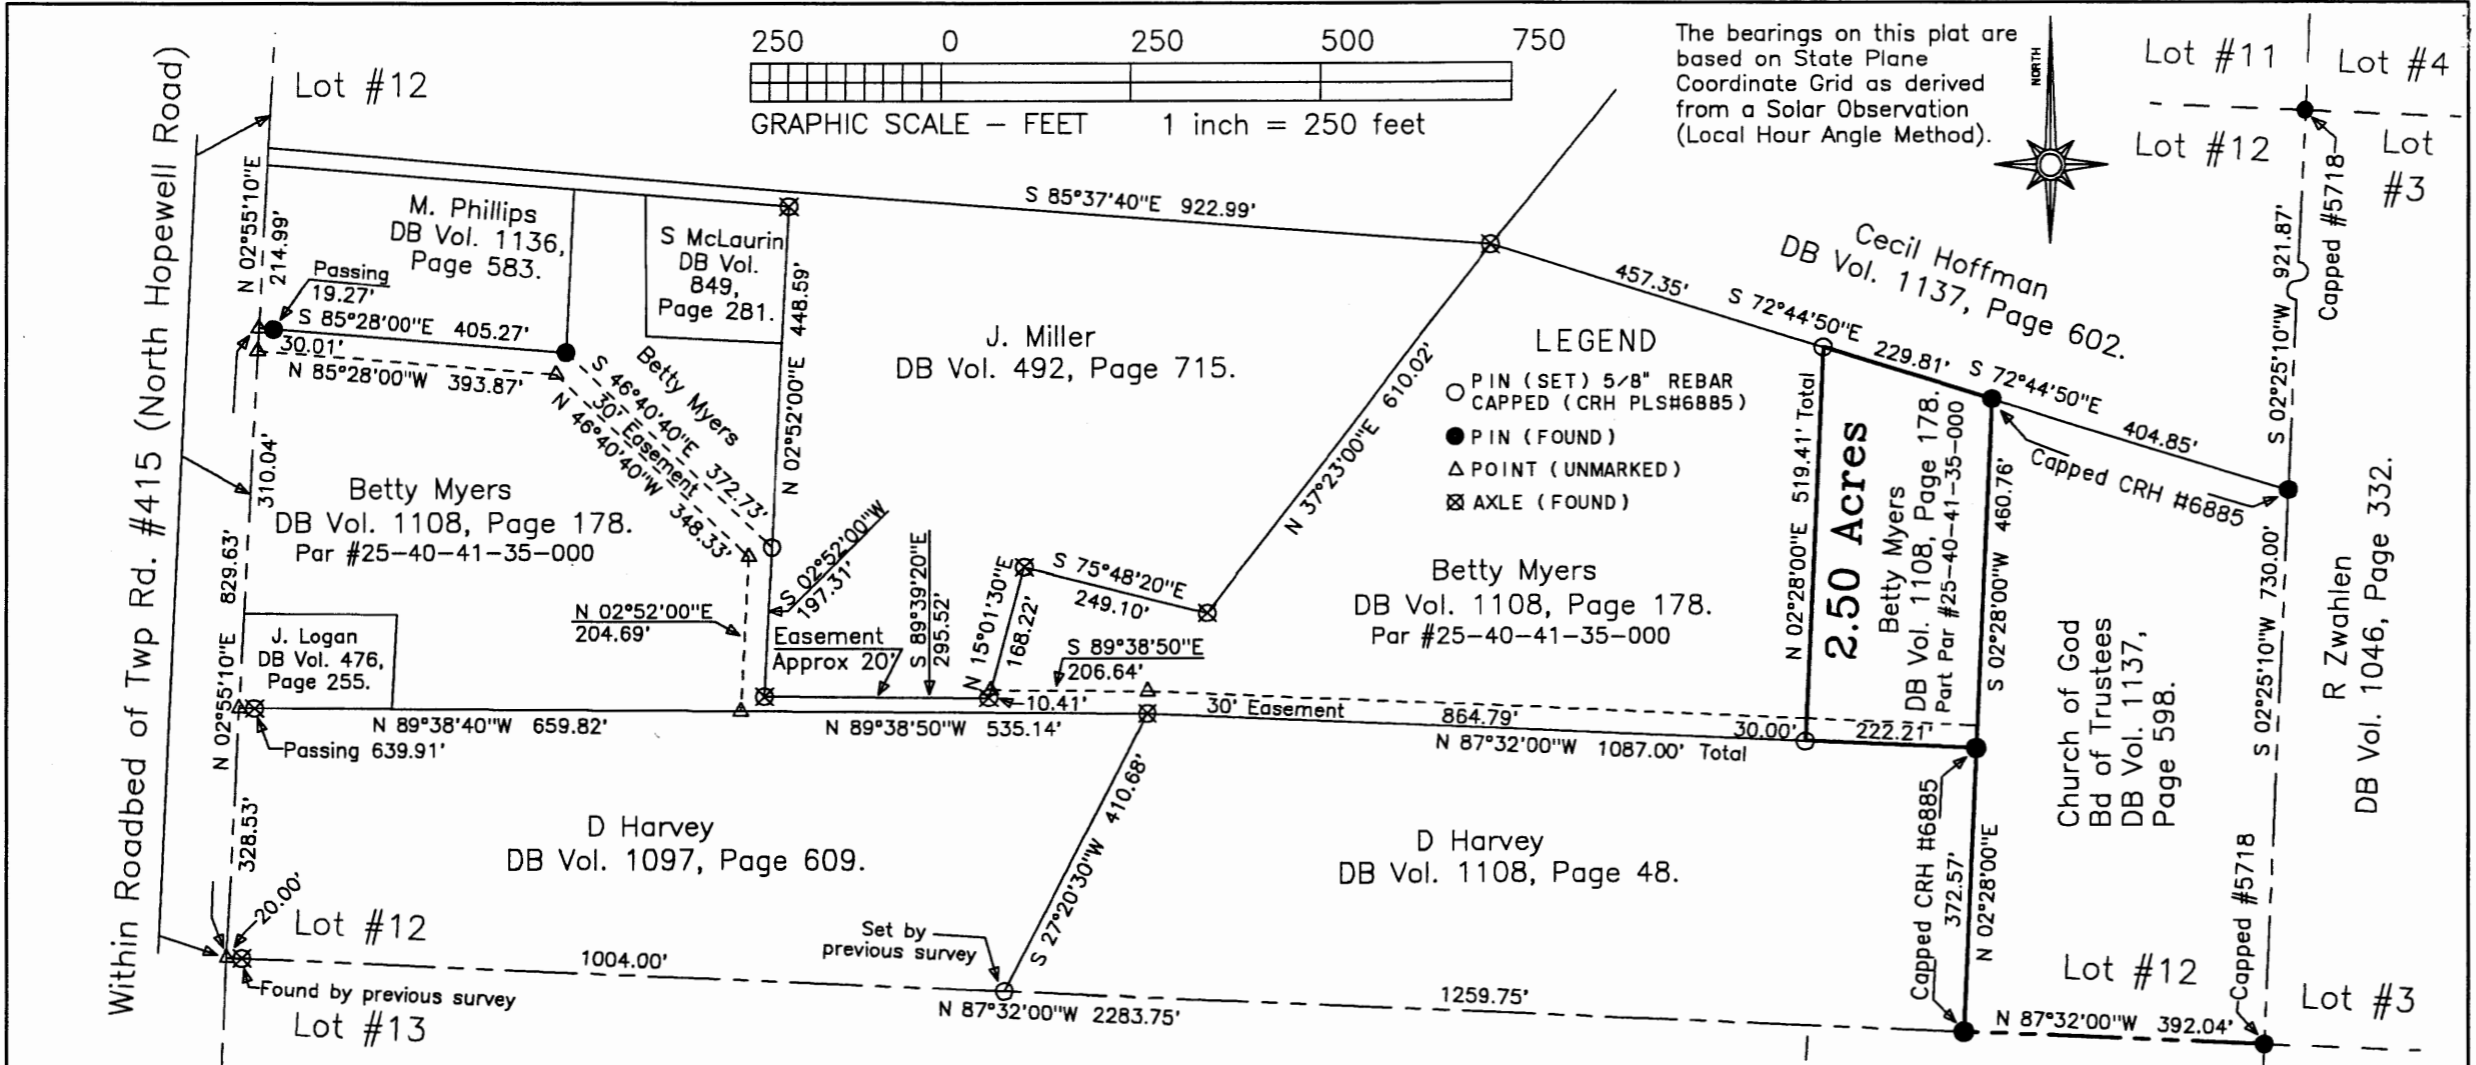 250 0 250 500 750
GRAPHIC SCALE – FEET 1 inch = 250 feet
The bearings on this plat are
based on State Plane
Coordinate Grid as derived
from a Solar Observation
(Local Hour Angle Method).
NORTH
Lot #11
Lot #4
Lot #12
Lot
#3
Capped #5718
S 02°25'10"W 921.87'
Within Roadbed of Twp Rd. #415 (North Hopewell Road)
Lot #12
N 02°55'10"E
214.99'
M. Phillips
DB Vol. 1136,
Page 583.
S McLaurin
DB Vol.
849,
Page 281.
S 85°37'40"E 922.99'
Passing
19.27'
S 85°28'00"E 405.27'
30.01'
N 85°28'00"W 393.87'
Betty Myers
S 46°40'40"E 372.73'
30' Easement
N 46°40'40"W 348.33'
N 02°52'00"E 448.59'
J. Miller
DB Vol. 492, Page 715.
N 37°23'00"E 610.02'
457.35'
S 72°44'50"E 229.81'
Cecil Hoffman
DB Vol. 1137, Page 602.
S 72°44'50"E
404.85'
Capped CRH #6885
LEGEND
PIN (SET) 5/8" REBAR
CAPPED (CRH PLS#6885)
PIN (FOUND)
POINT (UNMARKED)
AXLE (FOUND)
310.04'
829.63'
N 02°55'10"E
328.53'
Betty Myers
DB Vol. 1108, Page 178.
Par #25-40-41-35-000
J. Logan
DB Vol. 476,
Page 255.
N 02°52'00"E
204.69'
S 02°52'00"W
197.31'
Easement
Approx 20'
S 89°39'20"E
295.52'
N 15°01'30"E
168.22'
S 75°48'20"E
249.10'
S 89°38'50"E
206.64'
10.41'
Betty Myers
DB Vol. 1108, Page 178.
Par #25-40-41-35-000
N 02°28'00"E 519.41' Total
2.50 Acres
Betty Myers
DB Vol. 1108, Page 178.
Part Par #25-40-41-35-000
S 02°28'00"W 460.76'
Church of God
Bd of Trustees
DB Vol. 1137,
Page 598.
S 02°25'10"W 730.00'
R Zwahlen
DB Vol. 1046, Page 332.
N 89°38'40"W 659.82'
Passing 639.91'
N 89°38'50"W 535.14'
30' Easement
864.79'
30.00'
222.21'
N 87°32'00"W 1087.00' Total
D Harvey
DB Vol. 1097, Page 609.
S 27°20'30"W 410.68'
D Harvey
DB Vol. 1108, Page 48.
Capped CRH #6885
372.57'
N 02°28'00"E
Capped #5718
20.00'
Lot #12
Found by previous survey
Lot #13
1004.00'
Set by
previous survey
N 87°32'00"W 2283.75'
1259.75'
Lot #12
Lot #3
N 87°32'00"W 392.04'